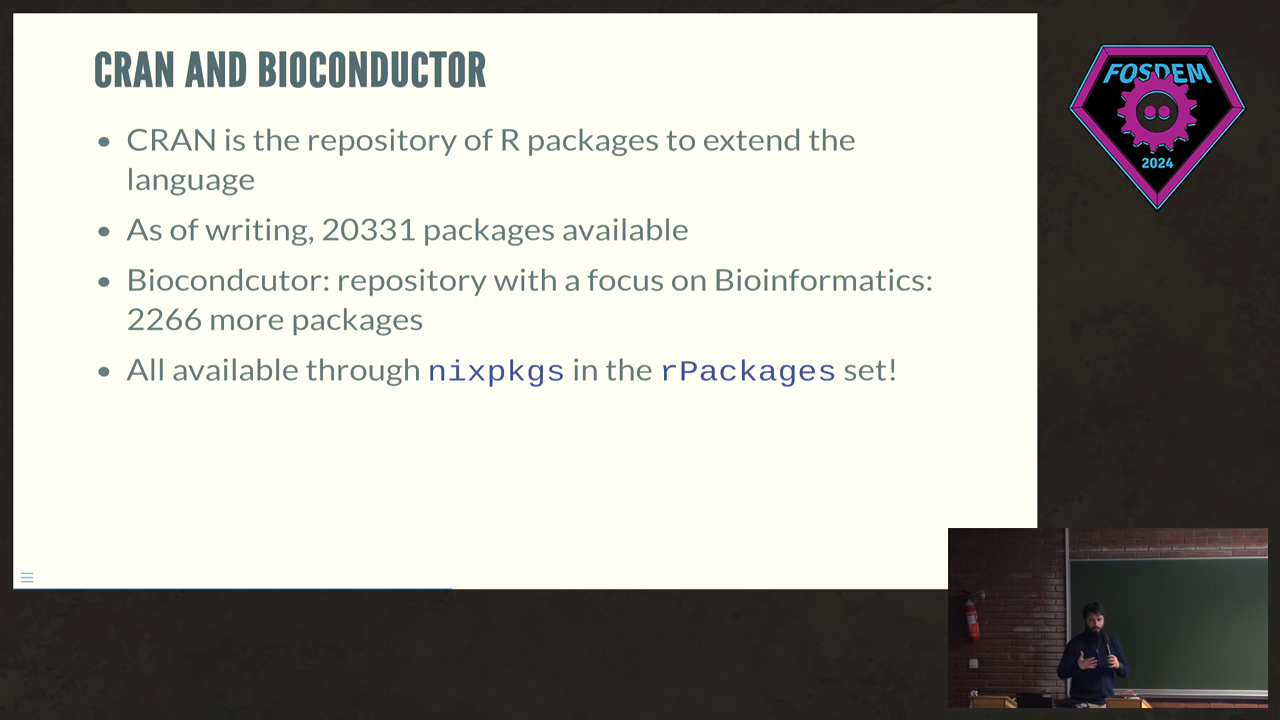 CRAN AND BIOCONDUCTOR
CRAN is the repository of R packages to extend the
language
As of writing, 20331 packages available
Biocondcutor: repository with a focus on Bioinformatics:
2266 more packages
All available through nixpkgs in the rPackages set!
FOSDEM
2024